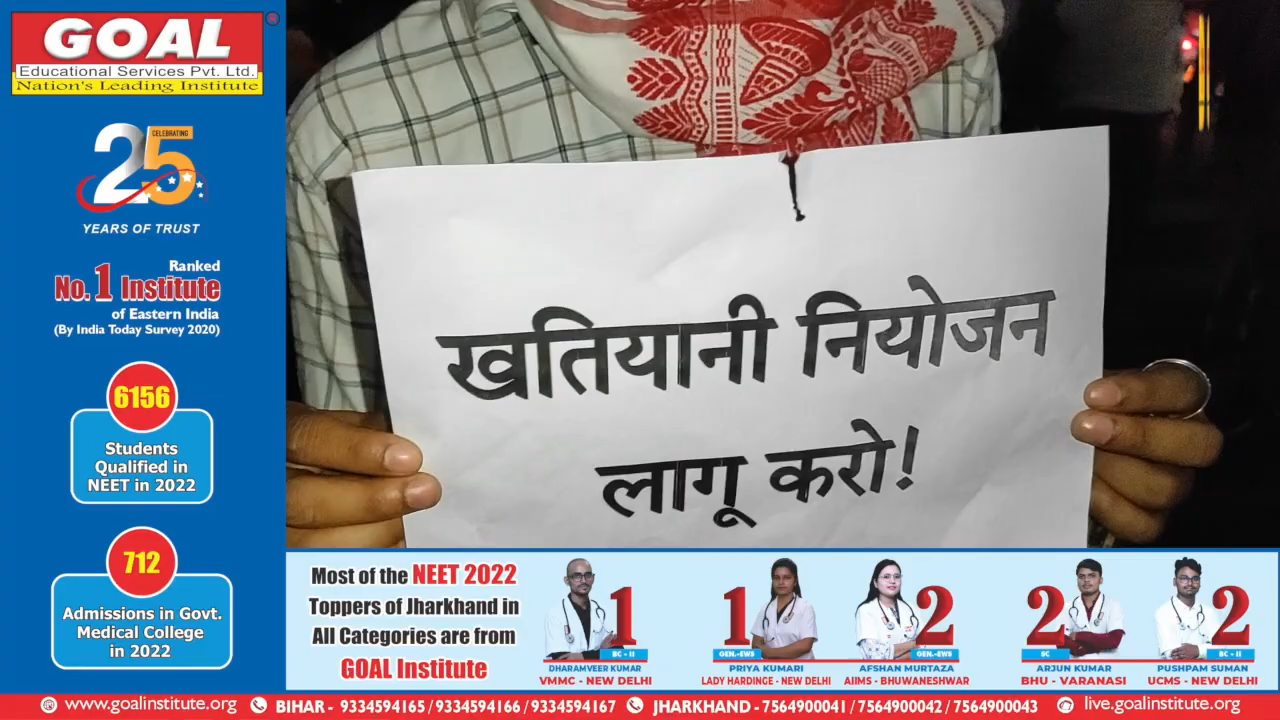 GOAL
Educational Services Pvt. Ltd.
Nation's Leading Institute
25
CELEBRATING
YEARS OF TRUST
Ranked
No. 1 Institute
of Eastern India
(By India Today Survey 2020)
6156
Students
Qualified in
NEET in 2022
712
Admissions in Govt.
Medical College
in 2022
खतियानी नियोजन
लागू करो!
Most of the NEET 2022
Toppers of Jharkhand in
All Categories are from
GOAL Institute
1
BC - II
DHARAMVEER KUMAR
VMMC - NEW DELHI
1
GEN.-EWS
PRIYA KUMARI
LADY HARDINGE - NEW DELHI
2
GEN.-EWS
AFSHAN MURTAZA
AIIMS - BHUWANESHWAR
2
SC
ARJUN KUMAR
BHU - VARANASI
2
BC - II
PUSHPAM SUMAN
UCMS - NEW DELHI
www.goalinstitute.org BIHAR - 9334594165 / 9334594166 / 9334594167 JHARKHAND - 7564900041 / 7564900042 / 7564900043 live.goalinstitute.org